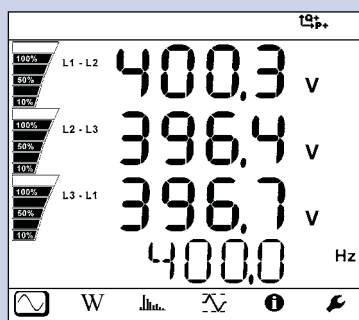 Q+
P+
100%
50%
10%
L1 - L2
400.3 V
100%
50%
10%
L2 - L3
396.4 V
100%
50%
10%
L3 - L1
396.7 V
400.0 Hz
W
i